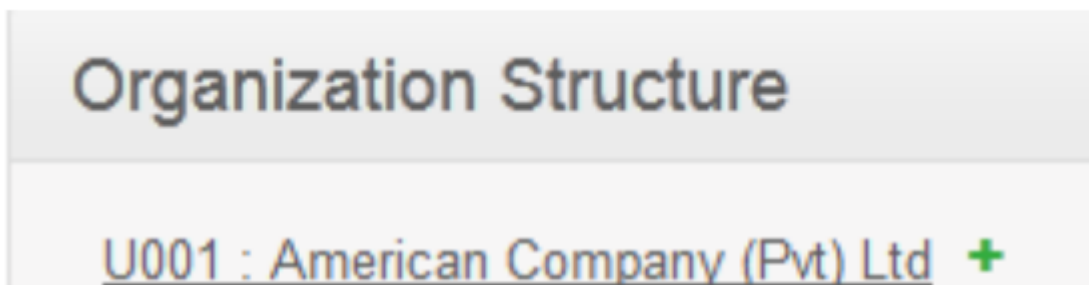 Organization Structure
U001 : American Company (Pvt) Ltd +